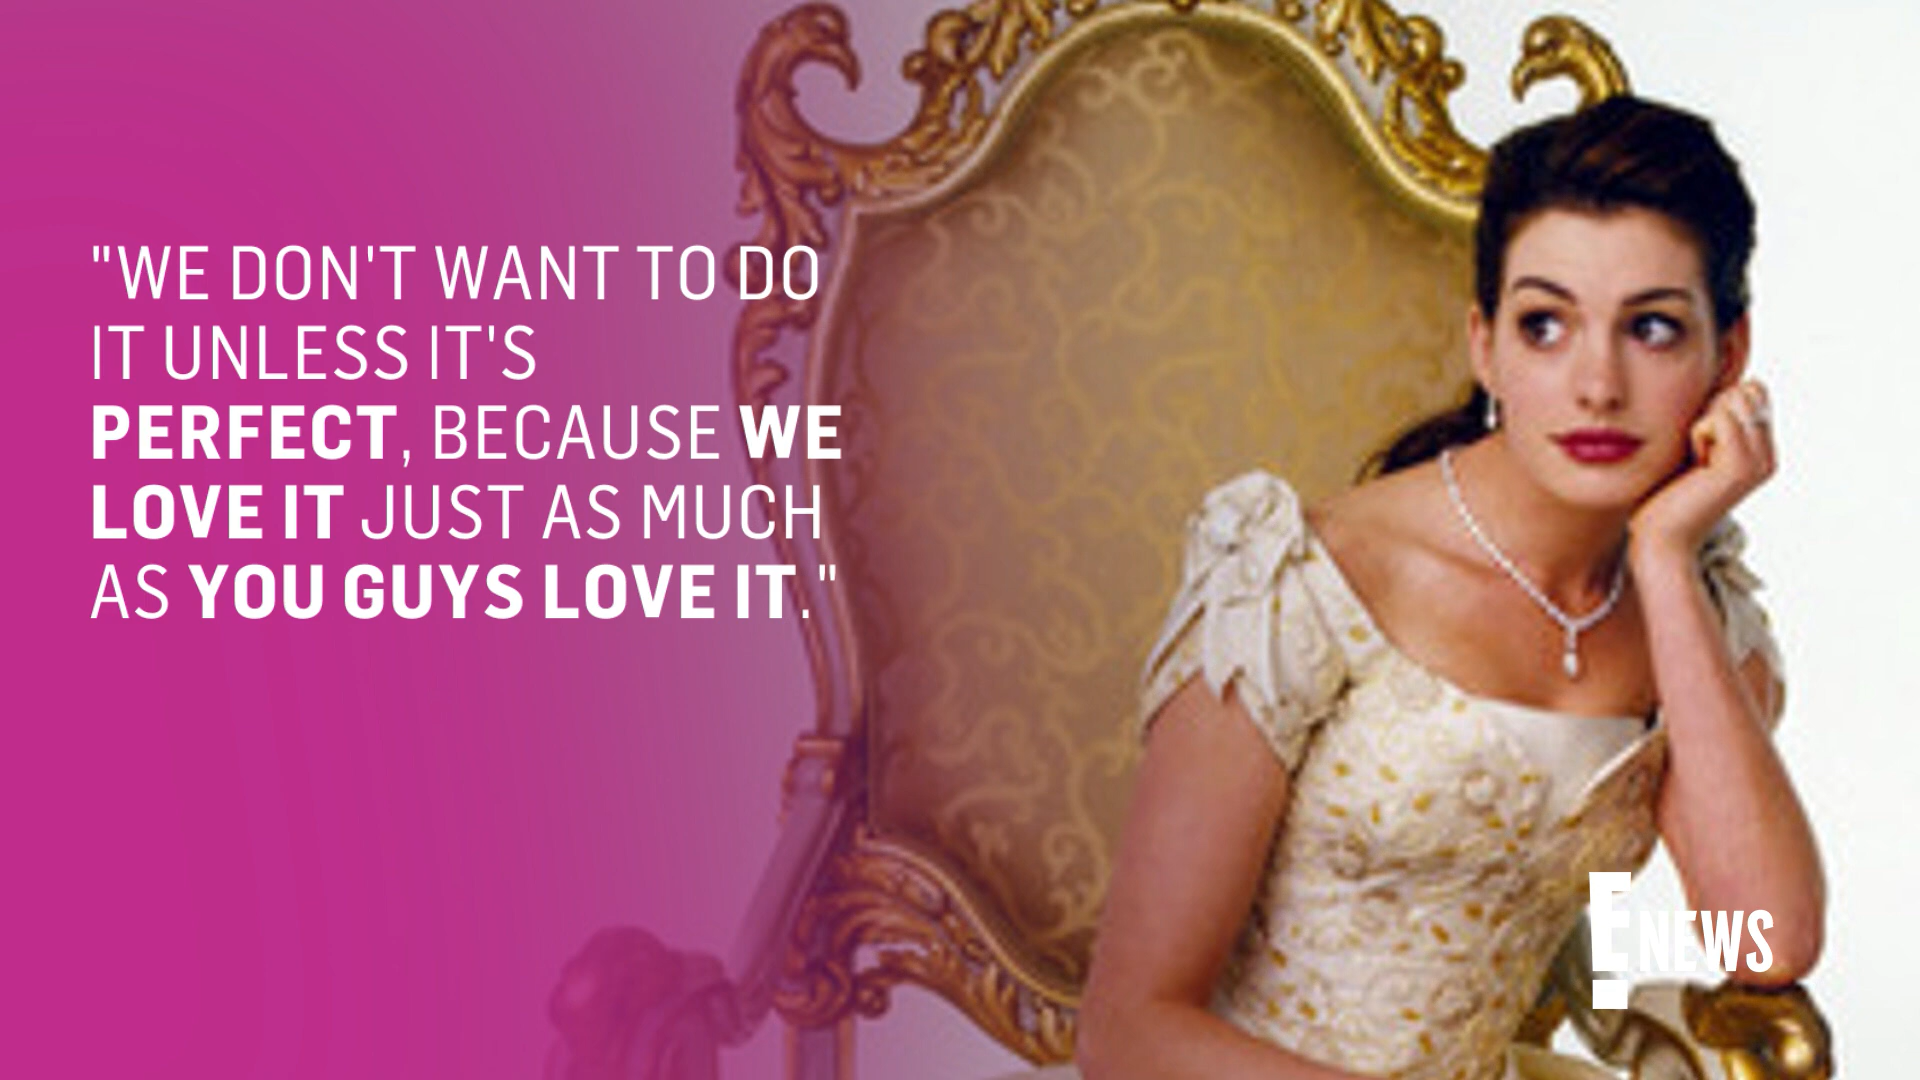 "WE DON'T WANT TO DO
IT UNLESS IT'S
PERFECT, BECAUSE WE
LOVE IT JUST AS MUCH
AS YOU GUYS LOVE IT."
E! NEWS